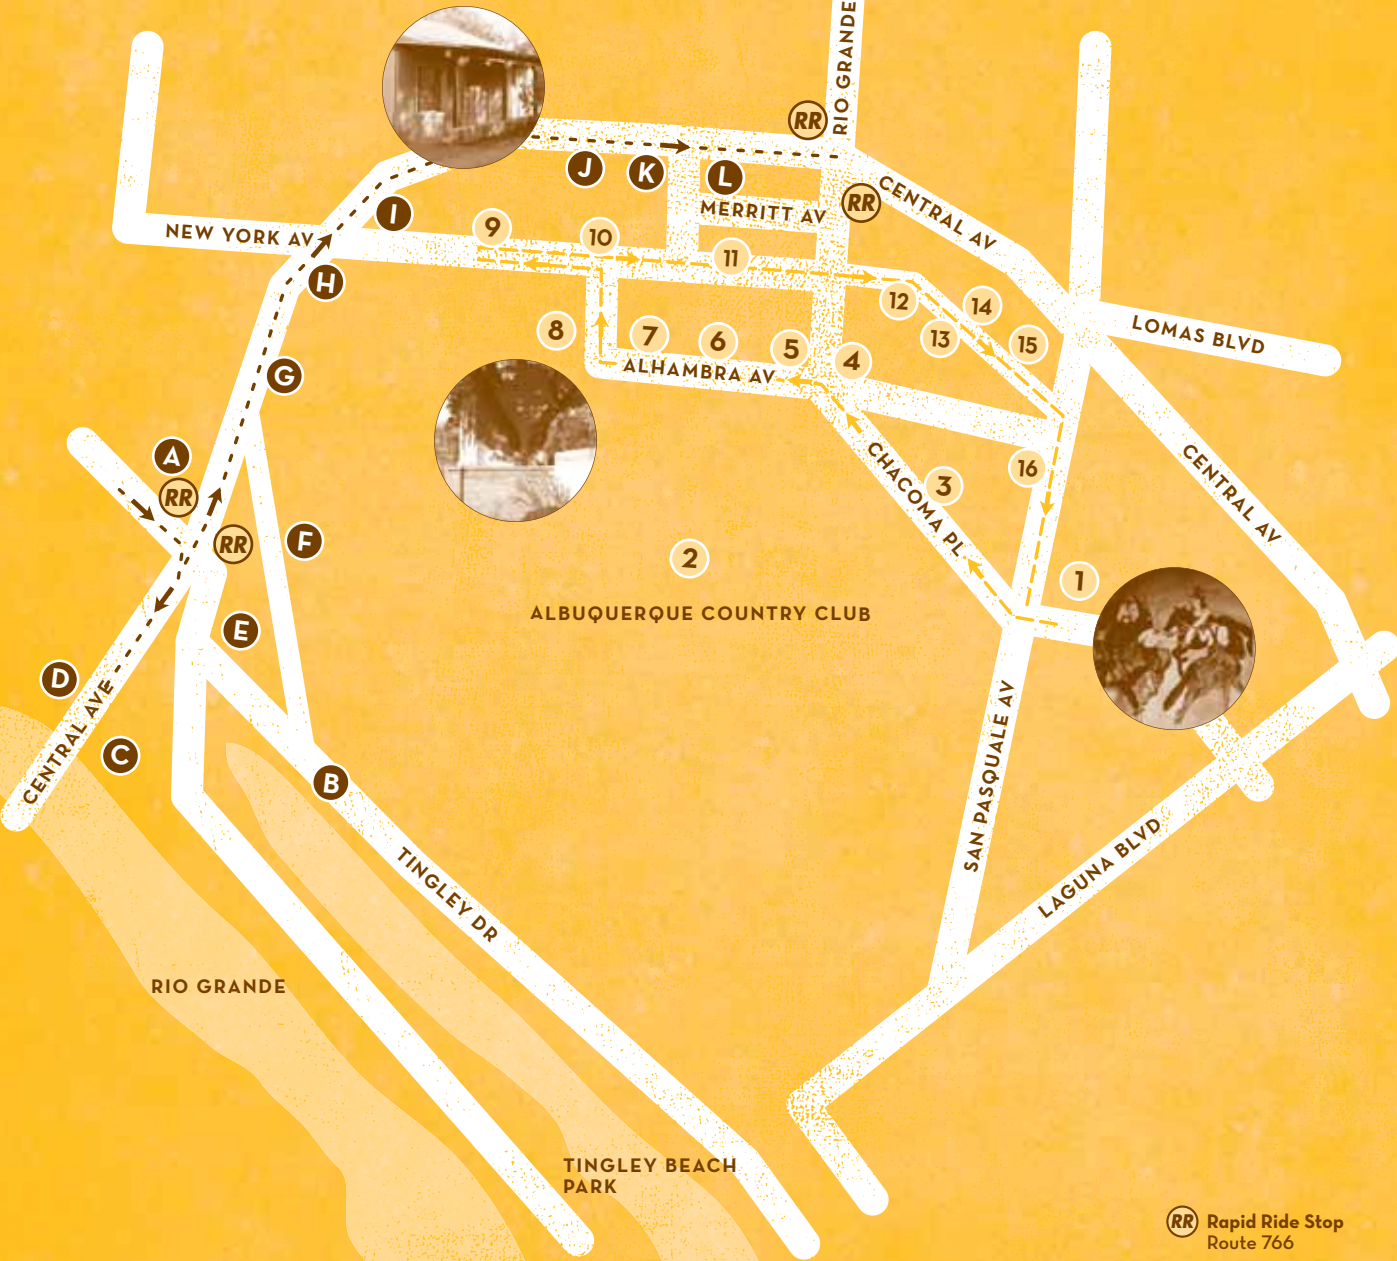 RIO GRANDE
RR
J
K
L
MERRITT AV
RR
CENTRAL AV
I
NEW YORK AV
9
10
11
H
12
14
13
15
LOMAS BLVD
8
7
6
5
4
ALHAMBRA AV
G
A
RR
RR
F
CHACOMA PL
3
16
CENTRAL AV
2
1
ALBUQUERQUE COUNTRY CLUB
E
D
CENTRAL AVE
C
B
SAN PASQUALE AV
LAGUNA BLVD
TINGLEY DR
RIO GRANDE
TINGLEY BEACH
PARK
RR Rapid Ride Stop
Route 766